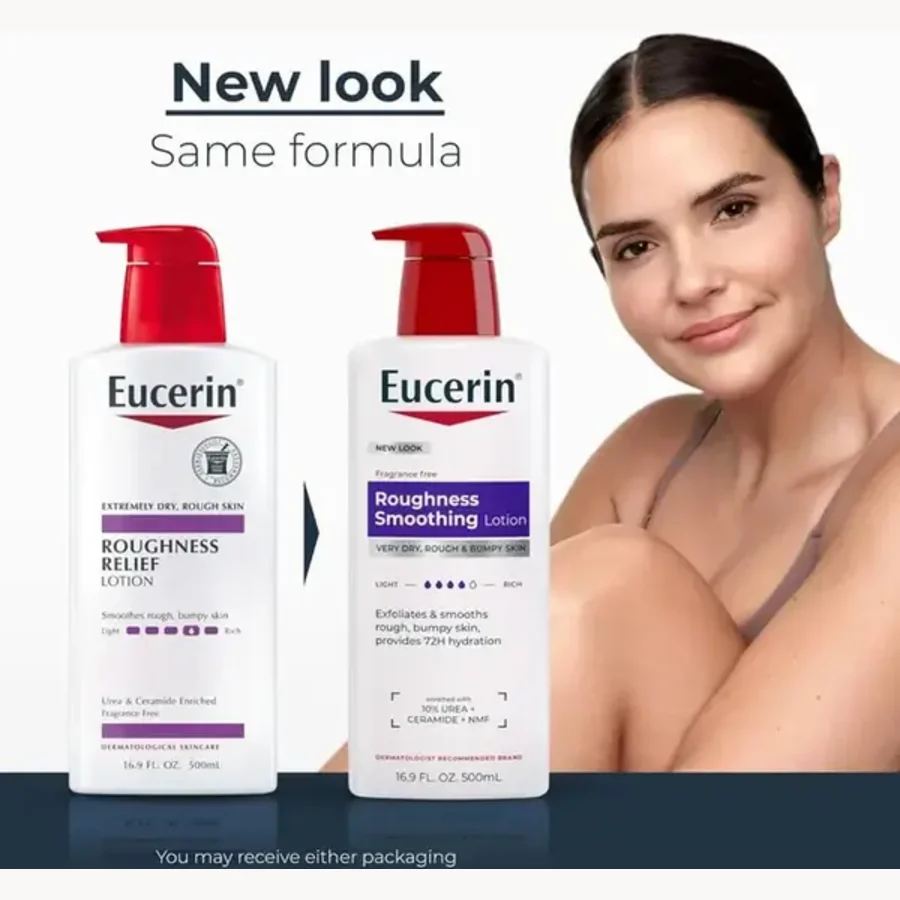 New look
Same formula
Eucerin®
EXTREMELY DRY, ROUGH SKIN
ROUGHNESS
RELIEF
LOTION
Smoothes rough, bumpy skin
Light Rich
Urea & Ceramide Enriched
Fragrance Free
DERMATOLOGICAL SKINCARE
16.9 FL. OZ. 500mL
Eucerin®
NEW LOOK
Fragrance free
Roughness
Smoothing Lotion
VERY DRY, ROUGH & BUMPY SKIN
LIGHT — — RICH
Exfoliates & smooths
rough, bumpy skin,
provides 72H hydration
enriched with
10% UREA +
CERAMIDE + NMF
DERMATOLOGIST RECOMMENDED BRAND
16.9 FL. OZ. 500mL
You may receive either packaging